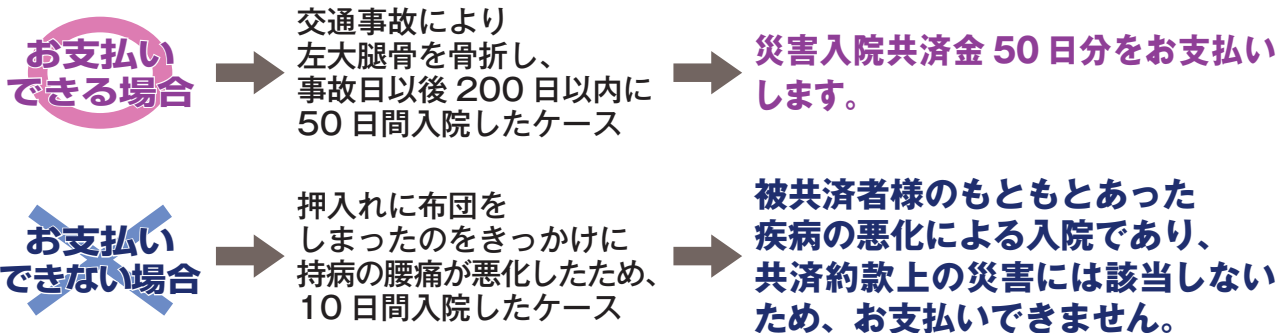 お支払い
できる場合
交通事故により
左大腿骨を骨折し、
事故日以後 200 日以内に
50 日間入院したケース
災害入院共済金 50 日分をお支払い
します。
お支払い
できない場合
押入れに布団を
しまったのをきっかけに
持病の腰痛が悪化したため、
10 日間入院したケース
被共済者様のもともとあった
疾病の悪化による入院であり、
共済約款上の災害には該当しない
ため、お支払いできません。